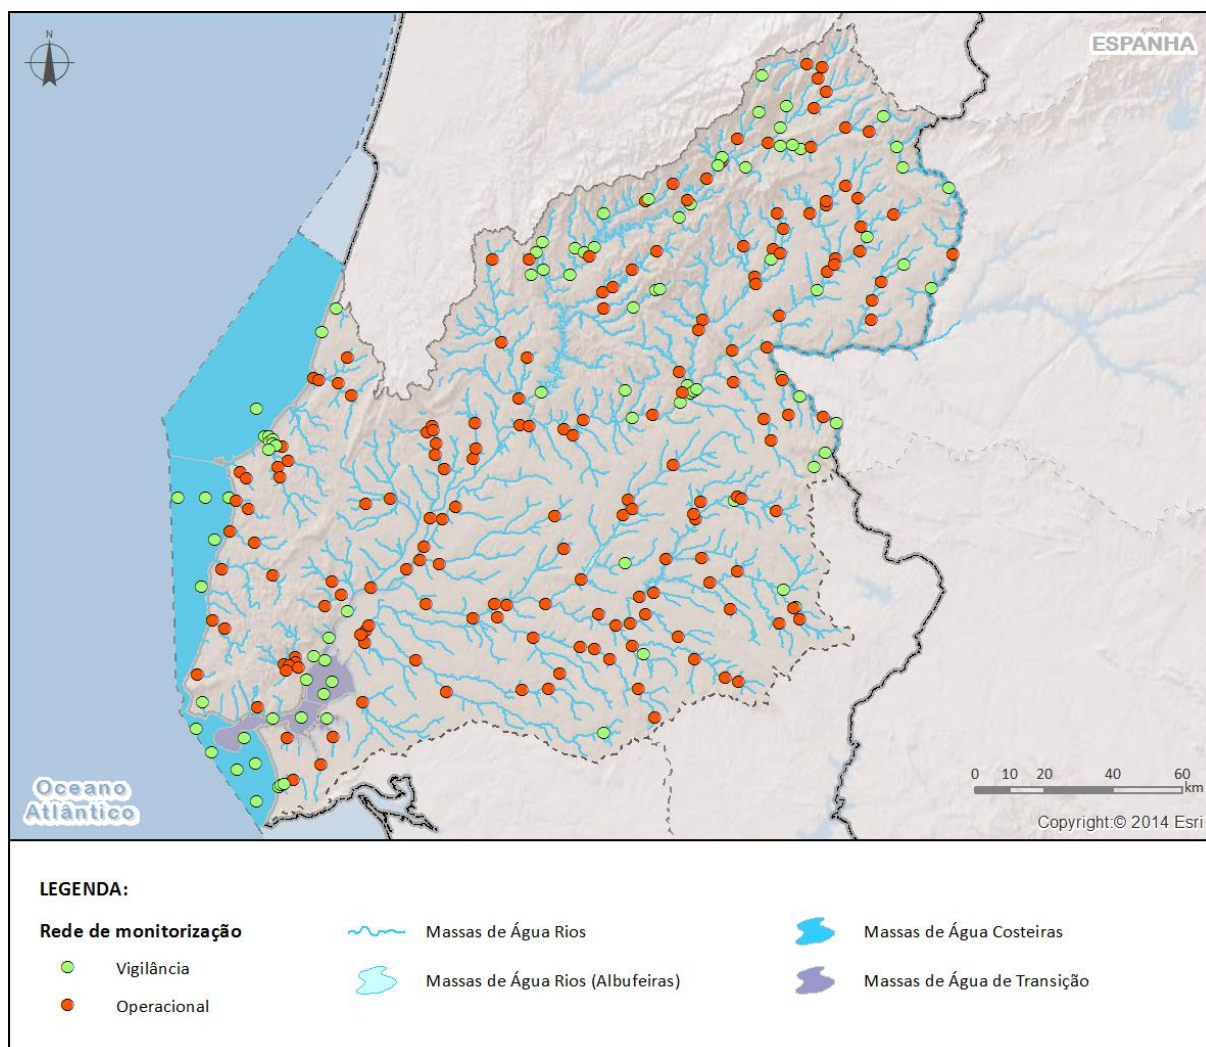 N
ESPANHA
Oceano
Atlântico
0 10 20 40 60
km
Copyright:© 2014 Esri
LEGENDA:
Rede de monitorização
Vigilância
Operacional
Massas de Água Rios
Massas de Água Rios (Albufeiras)
Massas de Água Costeiras
Massas de Água de Transição